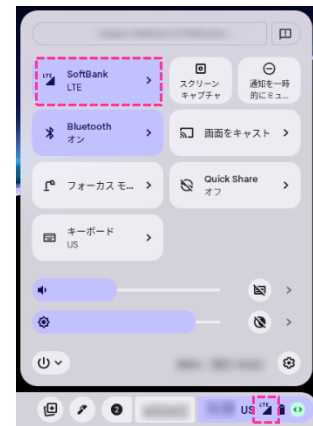 LTE
SoftBank
LTE
スクリーン
キャプチャ
通知を一時
的にミュ...
Bluetooth
オン
画面をキャスト
フォーカス モ...
Quick Share
オフ
キーボード
US
2
US
LTE